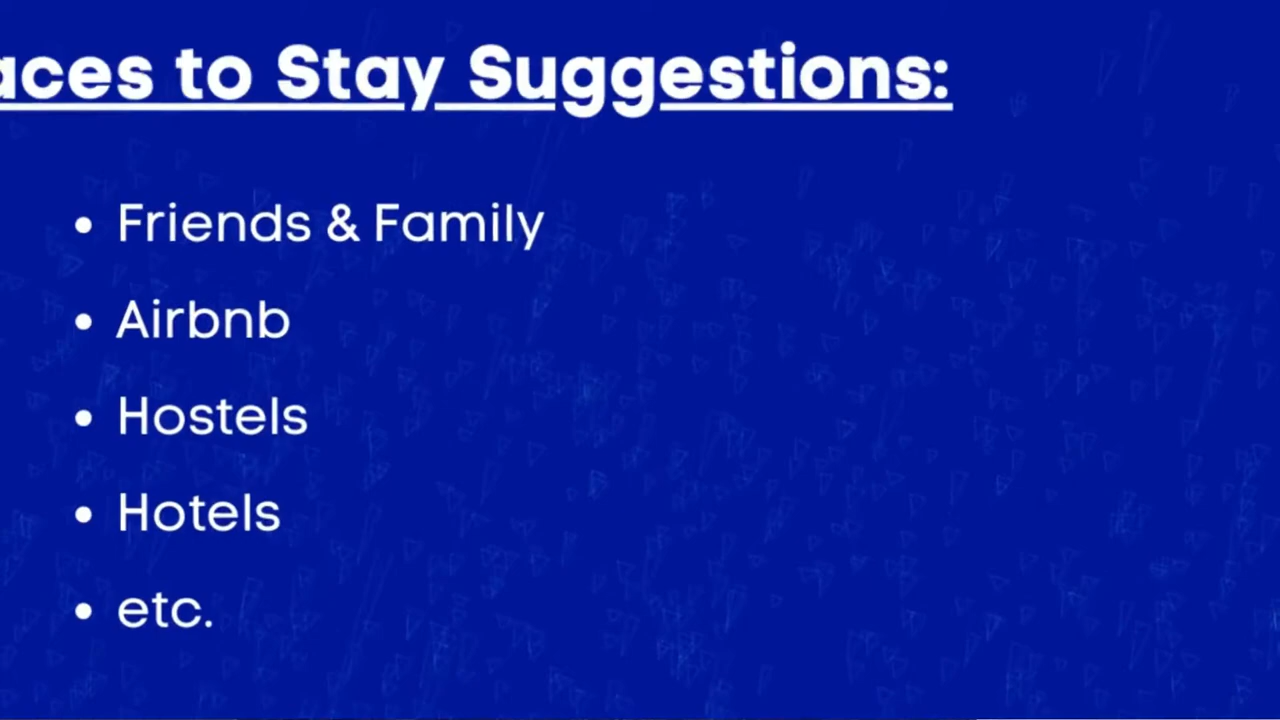 aces to Stay Suggestions:
• Friends & Family
• Airbnb
• Hostels
• Hotels
• etc.